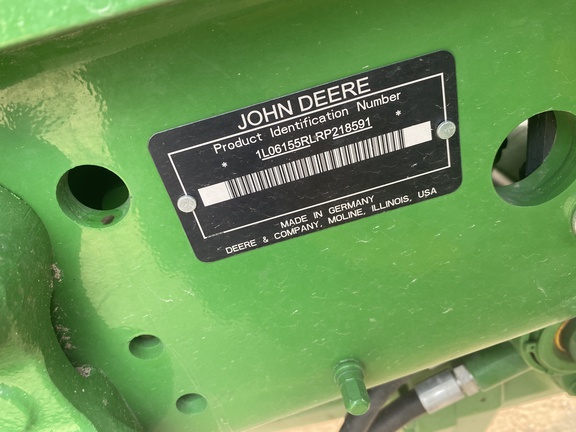 JOHN DEERE
Product Identification Number
* 1L06155RLRP218591 *
MADE IN GERMANY
DEERE & COMPANY, MOLINE, ILLINOIS, USA